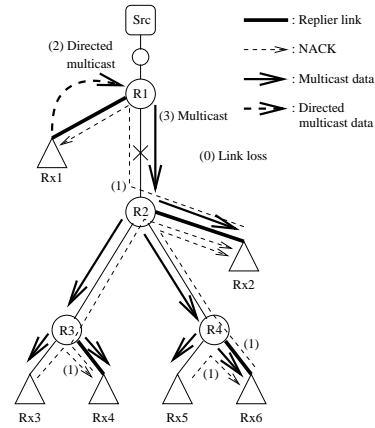 Src
: Replier link
: NACK
: Multicast data
: Directed
multicast data
(2) Directed
multicast
R1
(3) Multicast
Rx1
(0) Link loss
(1)
R2
Rx2
R3
R4
(1)
(1)
(1)
Rx3
Rx4
Rx5
Rx6